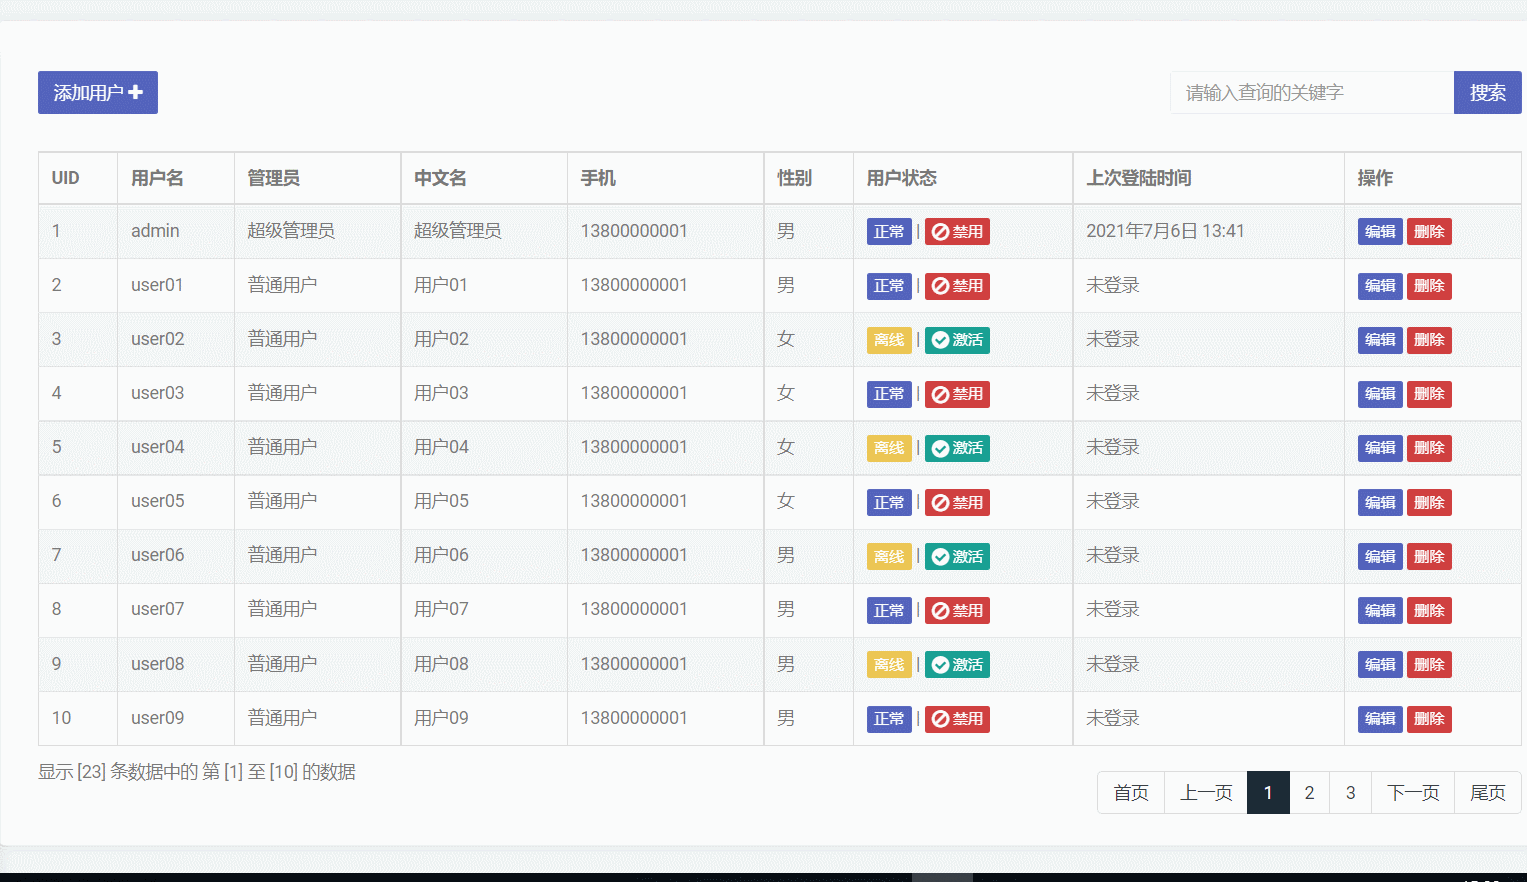 添加用户
请输入查询的关键字 搜索
UID 用户名 管理员 中文名 手机 性别 用户状态 上次登陆时间 操作
1 admin 超级管理员 超级管理员 13800000001 男 正常 | 禁用 2021年7月6日 13:41 编辑 删除
2 user01 普通用户 用户01 13800000001 男 正常 | 禁用 未登录 编辑 删除
3 user02 普通用户 用户02 13800000001 女 离线 | 激活 未登录 编辑 删除
4 user03 普通用户 用户03 13800000001 女 正常 | 禁用 未登录 编辑 删除
5 user04 普通用户 用户04 13800000001 女 离线 | 激活 未登录 编辑 删除
6 user05 普通用户 用户05 13800000001 女 正常 | 禁用 未登录 编辑 删除
7 user06 普通用户 用户06 13800000001 男 离线 | 激活 未登录 编辑 删除
8 user07 普通用户 用户07 13800000001 男 正常 | 禁用 未登录 编辑 删除
9 user08 普通用户 用户08 13800000001 男 离线 | 激活 未登录 编辑 删除
10 user09 普通用户 用户09 13800000001 男 正常 | 禁用 未登录 编辑 删除
显示 [23] 条数据中的 第 [1] 至 [10] 的数据
首页 上一页 1 2 3 下一页 尾页